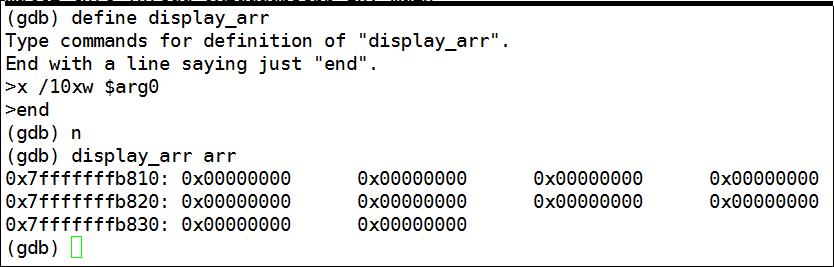 (gdb) define display_arr
Type commands for definition of "display_arr".
End with a line saying just "end".
>x /10xw $arg0
>end
(gdb) n
(gdb) display_arr arr
0x7fffffffb810: 0x00000000      0x00000000      0x00000000      0x00000000
0x7fffffffb820: 0x00000000      0x00000000      0x00000000      0x00000000
0x7fffffffb830: 0x00000000      0x00000000
(gdb)